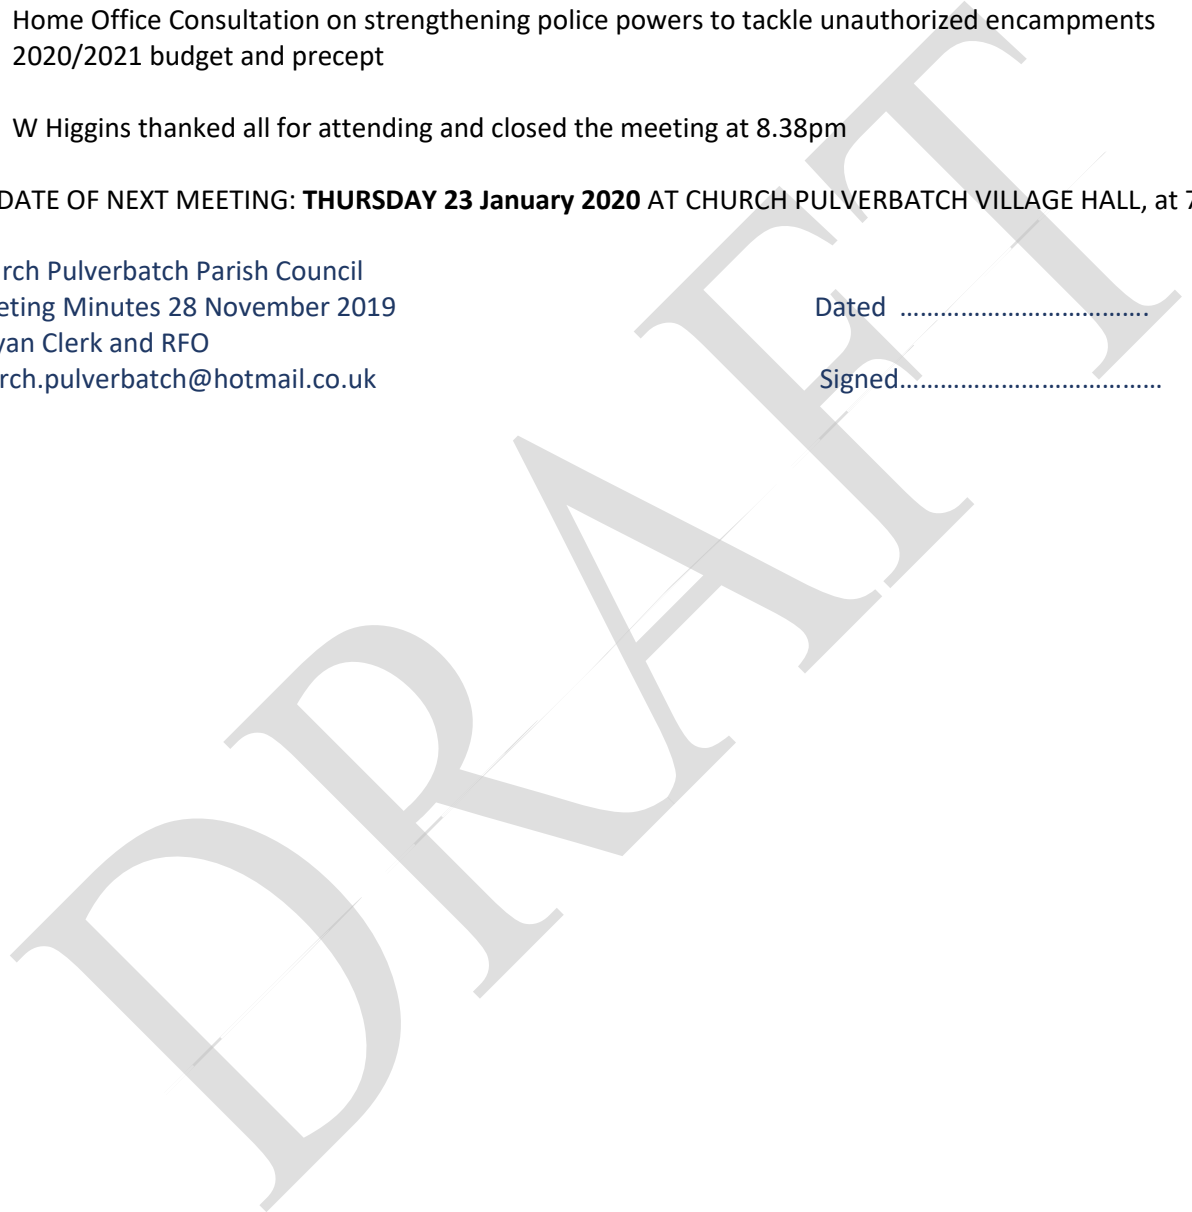 Home Office Consultation on strengthening police powers to tackle unauthorized encampments
2020/2021 budget and precept
W Higgins thanked all for attending and closed the meeting at 8.38pm
DATE OF NEXT MEETING: THURSDAY 23 January 2020 AT CHURCH PULVERBATCH VILLAGE HALL, at 7
rch Pulverbatch Parish Council
eting Minutes 28 November 2019 Dated ……………………………….
yan Clerk and RFO
rch.pulverbatch@hotmail.co.uk Signed…………………………………
DRAFT